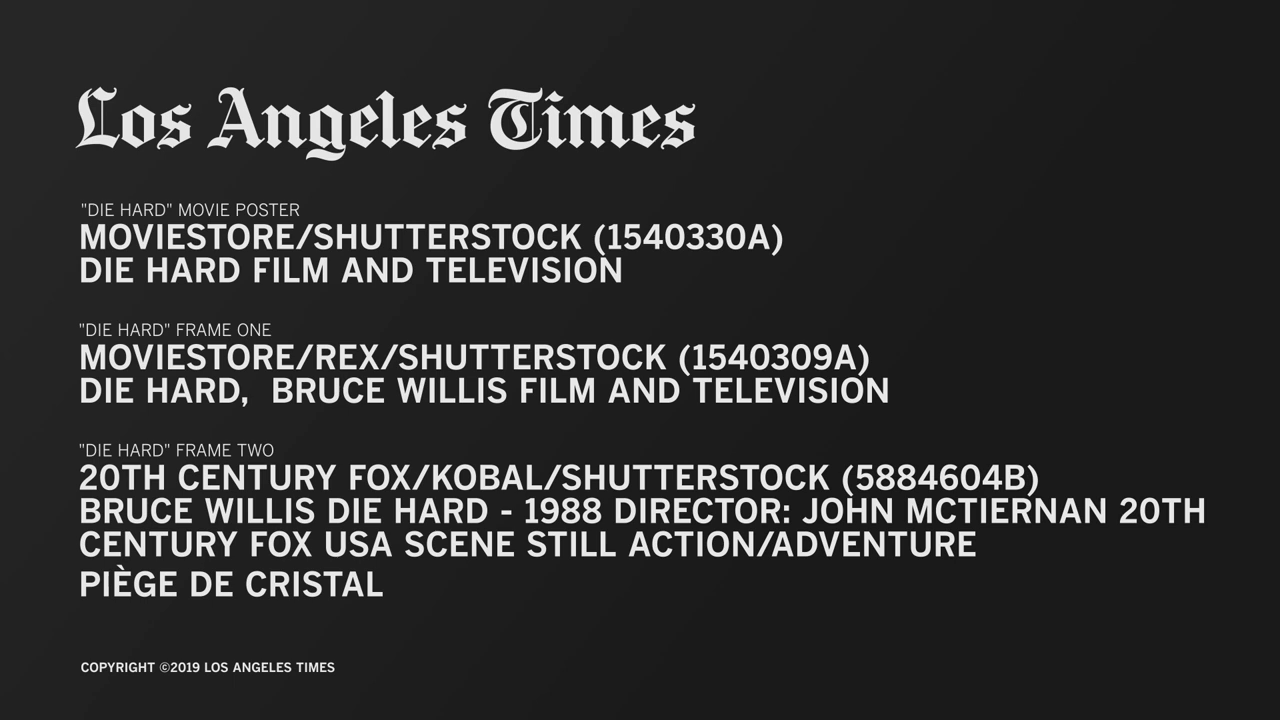 Los Angeles Times
"DIE HARD" MOVIE POSTER
MOVIESTORE/SHUTTERSTOCK (1540330A)
DIE HARD FILM AND TELEVISION
"DIE HARD" FRAME ONE
MOVIESTORE/REX/SHUTTERSTOCK (1540309A)
DIE HARD,  BRUCE WILLIS FILM AND TELEVISION
"DIE HARD" FRAME TWO
20TH CENTURY FOX/KOBAL/SHUTTERSTOCK (5884604B)
BRUCE WILLIS DIE HARD - 1988 DIRECTOR: JOHN MCTIERNAN 20TH
CENTURY FOX USA SCENE STILL ACTION/ADVENTURE
PIÈGE DE CRISTAL
COPYRIGHT ©2019 LOS ANGELES TIMES